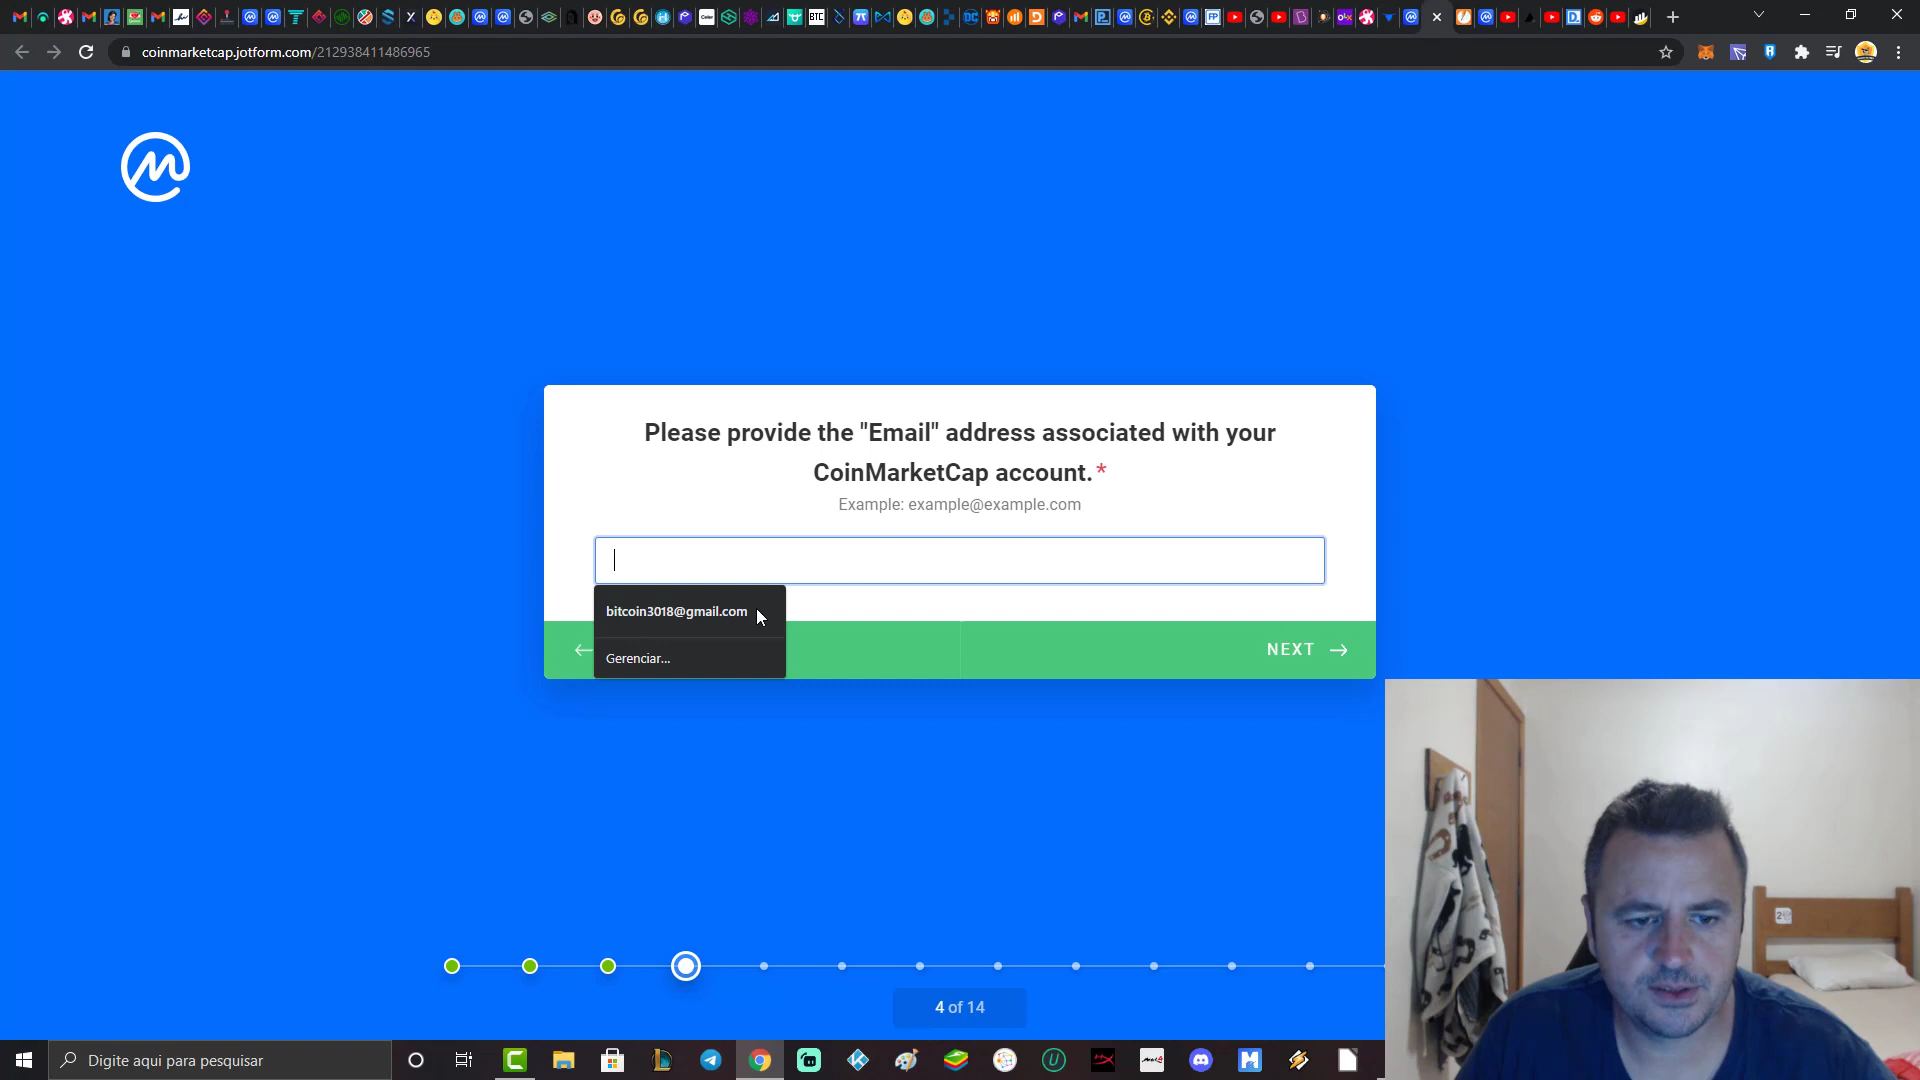 coinmarketcap.jotform.com/212938411486965
Please provide the "Email" address associated with your
CoinMarketCap account.*
Example: example@example.com
bitcoin3018@gmail.com
Gerenciar...
NEXT
4 of 14
Digite aqui para pesquisar